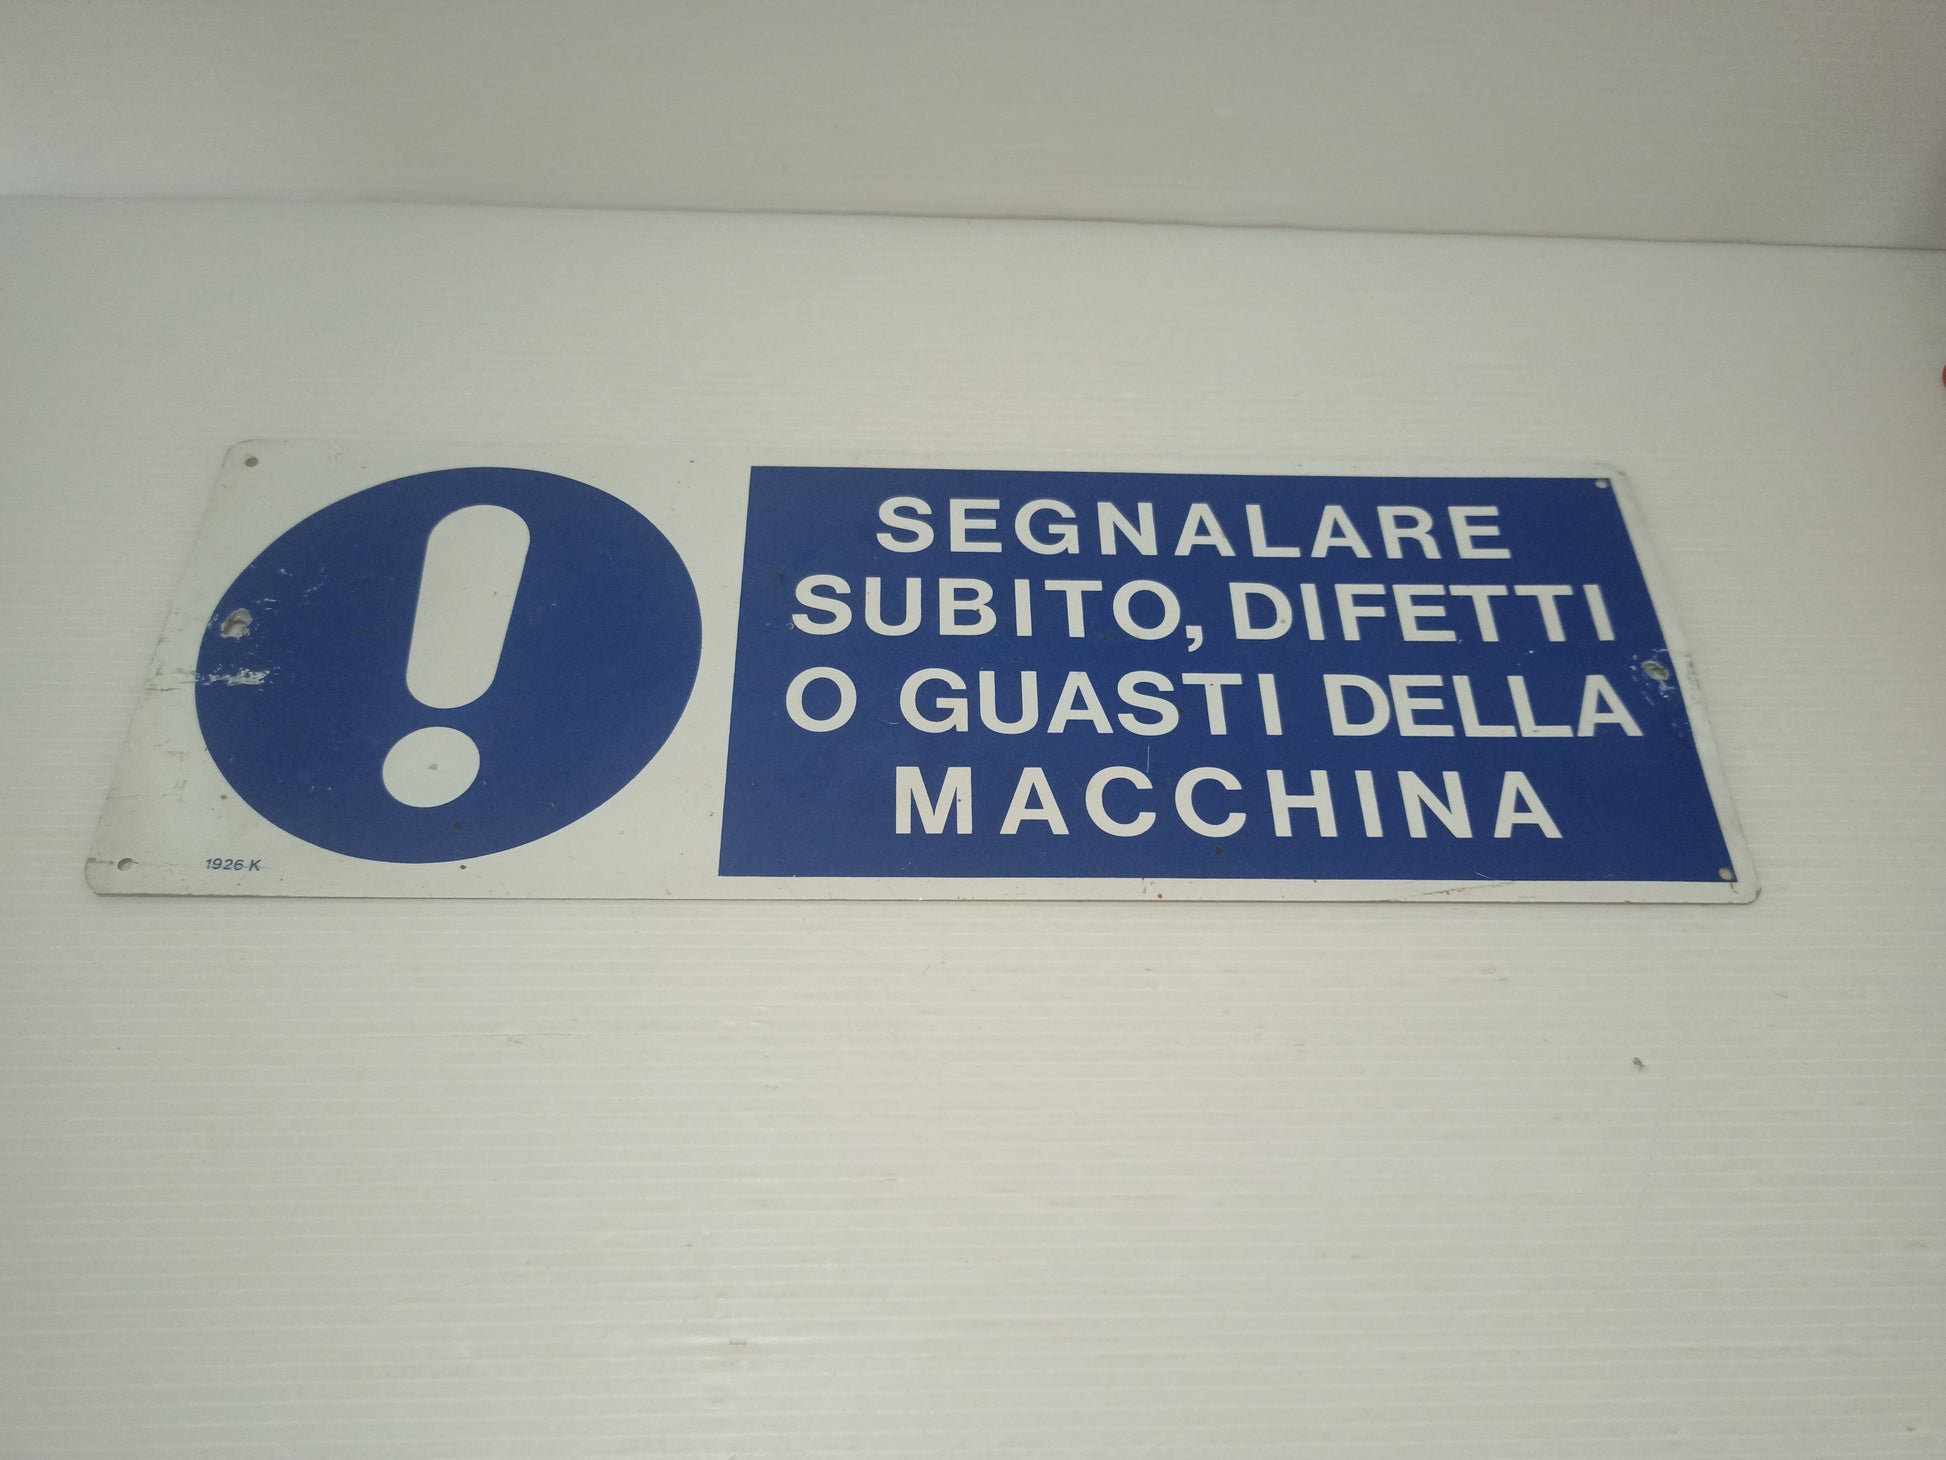 SEGNALARE
SUBITO, DIFETTI
O GUASTI DELLA
MACCHINA
1926 K